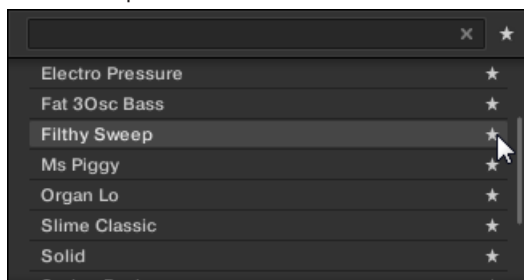 Electro Pressure
Fat 3Osc Bass
Filthy Sweep
Ms Piggy
Organ Lo
Slime Classic
Solid